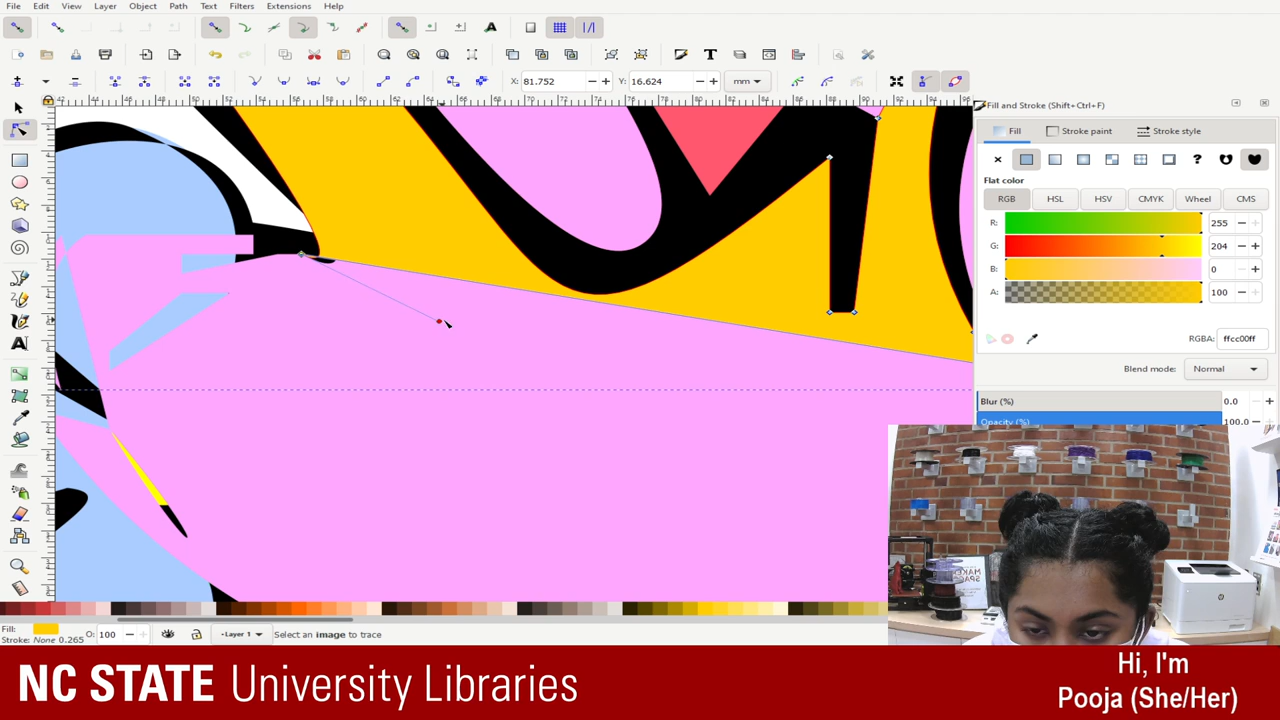 File Edit View Layer Object Path Text Filters Extensions Help
X: 81.752 Y: 16.624 mm
Fill and Stroke (Shift+Ctrl+F)
Fill Stroke paint Stroke style
Flat color
RGB HSL HSV CMYK Wheel CMS
R: 255
G: 204
B: 0
A: 100
RGBA: ffcc00ff
Blend mode: Normal
Blur (%) 0.0
Opacity (%) 100.0
Fill:
Stroke: None 0.265
O: 100
Layer 1
Select an image to trace
NC STATE University Libraries
Hi, I'm
Pooja (She/Her)